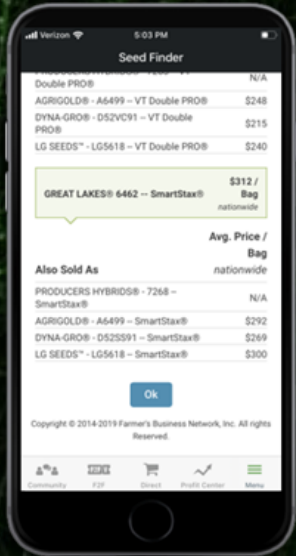 Verizon
5:03 PM
Seed Finder
PRODUCERS HYBRIDS® - 7268 -- VT
Double PRO®
N/A
AGRIGOLD® - A6499 -- VT Double PRO®
$248
DYNA-GRO® - D52VC91 -- VT Double
PRO®
$215
LG SEEDS™ - LG5618 -- VT Double PRO®
$240
GREAT LAKES® 6462 -- SmartStax®
$312 /
Bag
nationwide
Avg. Price /
Bag
Also Sold As
nationwide
PRODUCERS HYBRIDS® - 7268 --
SmartStax®
N/A
AGRIGOLD® - A6499 -- SmartStax®
$292
DYNA-GRO® - D52SS91 -- SmartStax®
$269
LG SEEDS™ - LG5618 -- SmartStax®
$300
Ok
Copyright © 2014-2019 Farmer's Business Network, Inc. All rights
Reserved.
Community
F2F
Direct
Profit Center
Menu